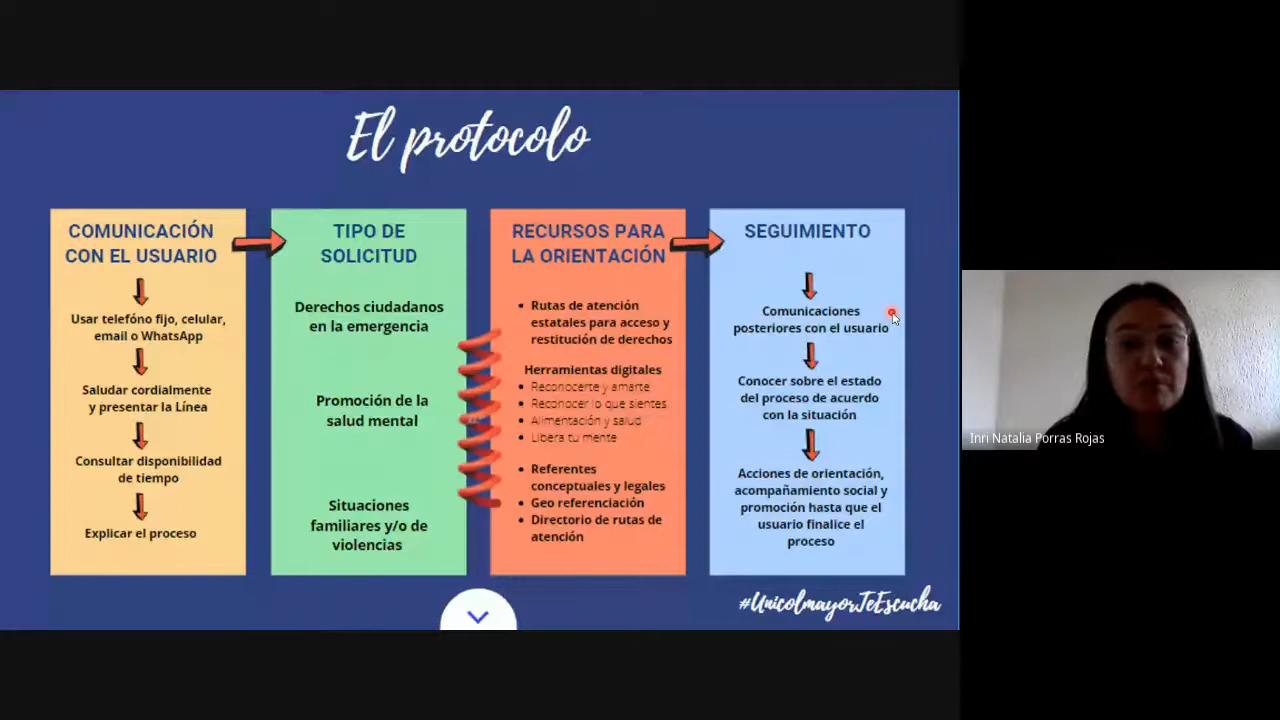 El protocolo
COMUNICACIÓN
CON EL USUARIO
Usar telefóno fijo, celular,
email o WhatsApp
Saludar cordialmente
y presentar la Línea
Consultar disponibilidad
de tiempo
Explicar el proceso
TIPO DE
SOLICITUD
Derechos ciudadanos
en la emergencia
Promoción de la
salud mental
Situaciones
familiares y/o de
violencias
RECURSOS PARA
LA ORIENTACIÓN
• Rutas de atención
estatales para acceso y
restitución de derechos
Herramientas digitales
• Reconocerte y amarte
• Reconocer lo que sientes
• Alimentación y salud
• Libera tu mente
• Referentes
conceptuales y legales
• Geo referenciación
• Directorio de rutas de
atención
SEGUIMIENTO
Comunicaciones
posteriores con el usuario
Conocer sobre el estado
del proceso de acuerdo
con la situación
Acciones de orientación,
acompañamiento social y
promoción hasta que el
usuario finalice el
proceso
#UnicolmayorTeEscucha
Inri Natalia Porras Rojas